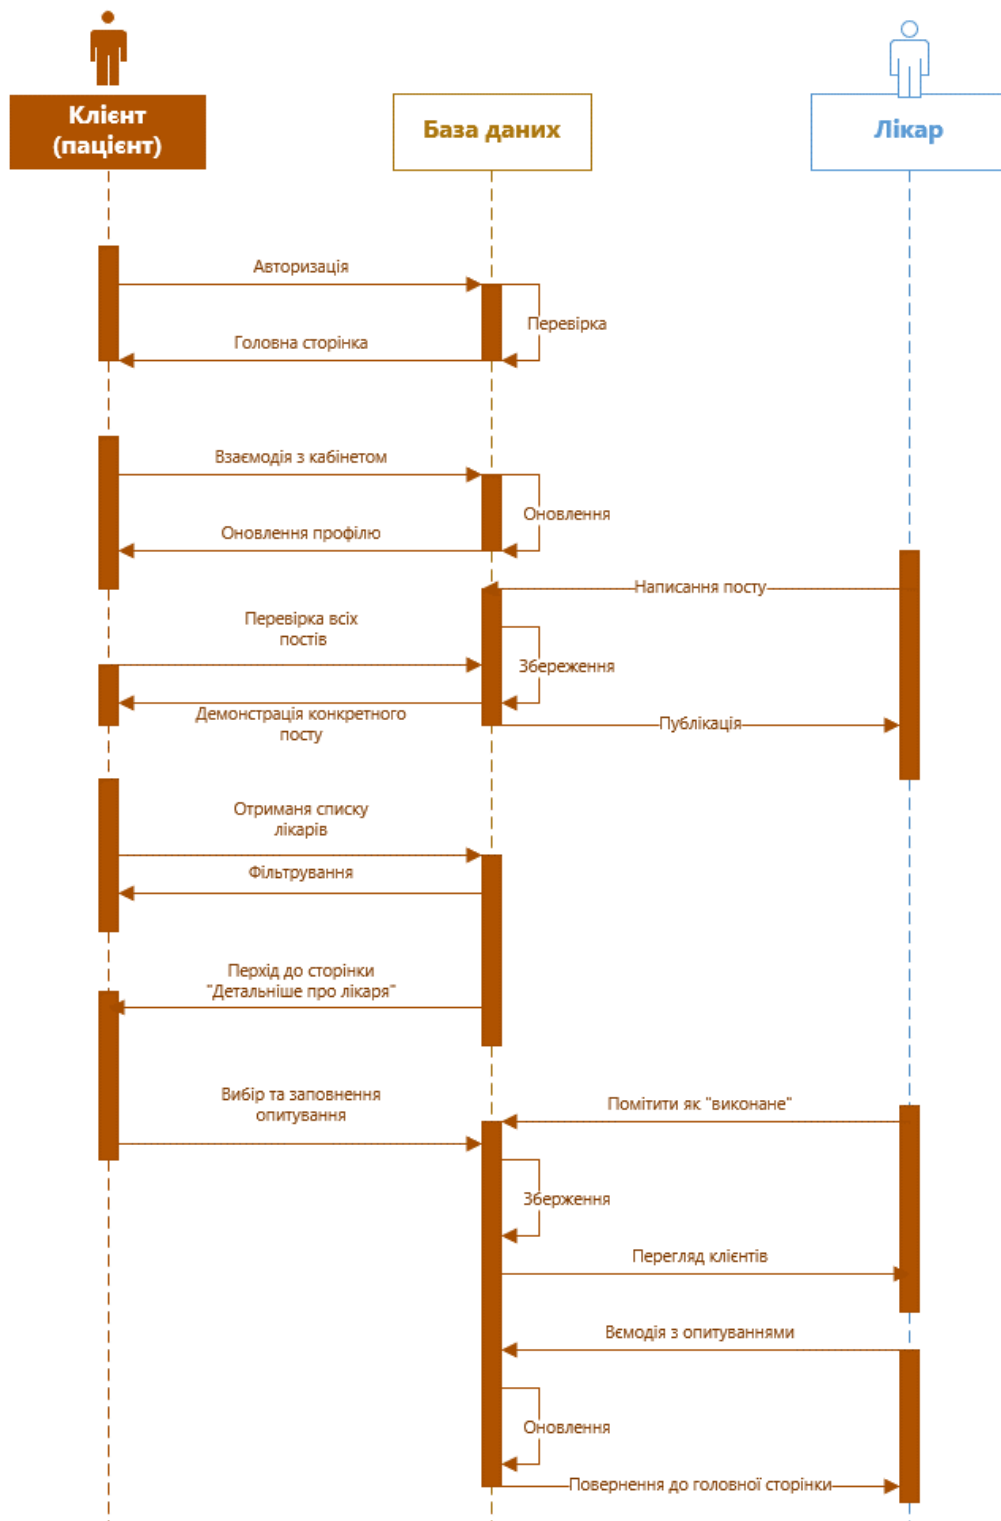 Клієнт
(пацієнт)
База даних
Лікар
Авторизація
Перевірка
Головна сторінка
Взаємодія з кабінетом
Оновлення
Оновлення профілю
Написання посту
Перевірка всіх
постів
Збереження
Демонстрація конкретного
посту
Публікація
Отриманя списку
лікарів
Фільтрування
Перхід до сторінки
"Детальніше про лікаря"
Вибір та заповнення
опитування
Помітити як "виконане"
Зберження
Перегляд клієнтів
Вємодія з опитуваннями
Оновлення
Повернення до головної сторінки